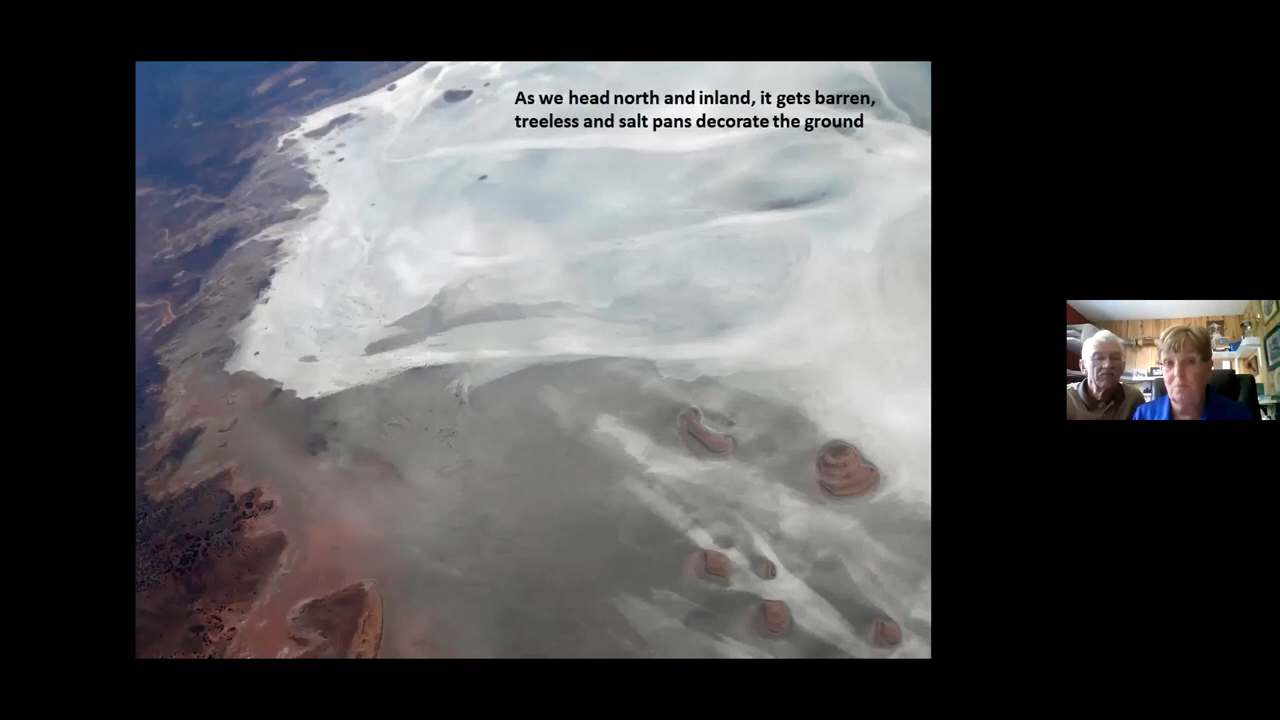 As we head north and inland, it gets barren,
treeless and salt pans decorate the ground